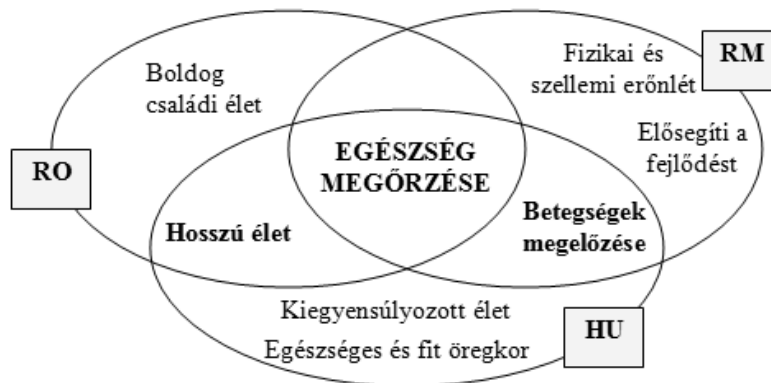 Boldog
családi élet
Fizikai és
szellemi erőnlét
RM
Elősegíti a
fejlődést
EGÉSZSÉG
MEGŐRZÉSE
RO
Hosszú élet
Betegségek
megelőzése
Kiegyensúlyozott élet
HU
Egészséges és fit öregkor